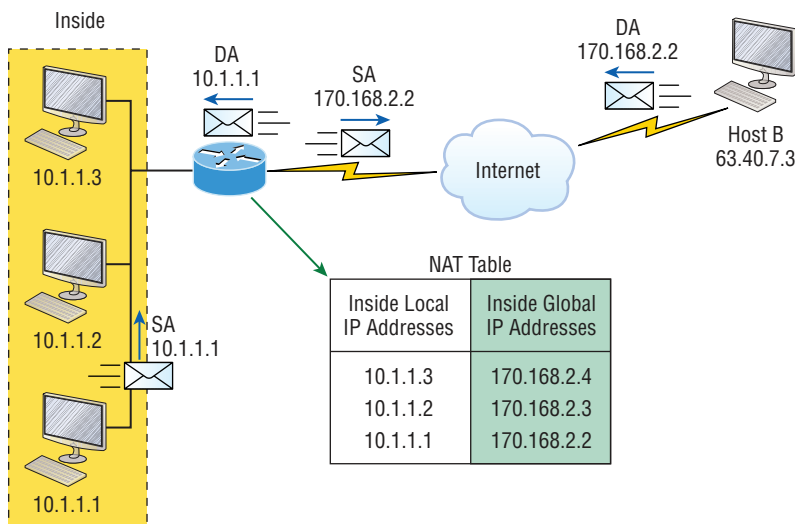 Inside
DA
10.1.1.1
SA
170.168.2.2
DA
170.168.2.2
10.1.1.3
Internet
Host B
63.40.7.3
10.1.1.2
SA
10.1.1.1
10.1.1.1
NAT Table
Inside Local
IP Addresses
Inside Global
IP Addresses
10.1.1.3
170.168.2.4
10.1.1.2
170.168.2.3
10.1.1.1
170.168.2.2